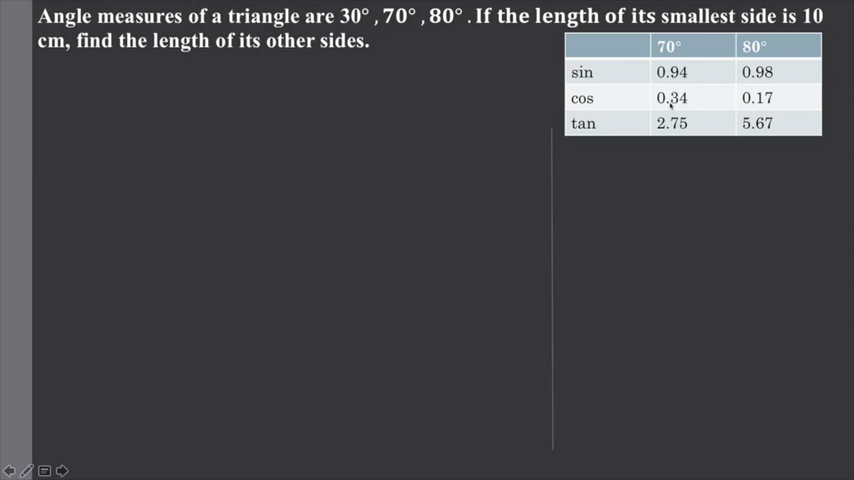 Angle measures of a triangle are 30° , 70° , 80° . If the length of its smallest side is 10
cm, find the length of its other sides.
70° 80°
sin 0.94 0.98
cos 0.34 0.17
tan 2.75 5.67